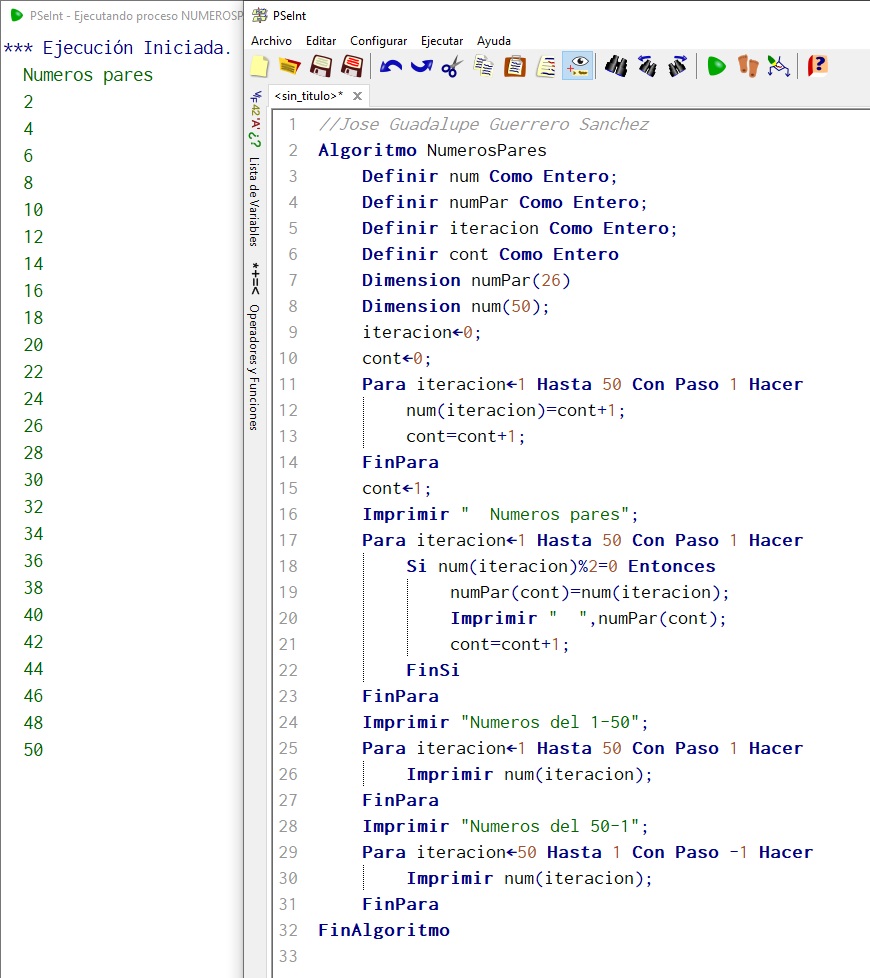 PSeInt - Ejecutando proceso NUMEROSP
*** Ejecución Iniciada.
Numeros pares
2
4
6
8
10
12
14
16
18
20
22
24
26
28
30
32
34
36
38
40
42
44
46
48
50
PSeInt
Archivo Editar Configurar Ejecutar Ayuda
<sin_titulo>*
Lista de Variables
*+=<
Operadores y Funciones
1 //Jose Guadalupe Guerrero Sanchez
2 Algoritmo NumerosPares
3 Definir num Como Entero;
4 Definir numPar Como Entero;
5 Definir iteracion Como Entero;
6 Definir cont Como Entero
7 Dimension numPar(26)
8 Dimension num(50);
9 iteracion←0;
10 cont←0;
11 Para iteracion←1 Hasta 50 Con Paso 1 Hacer
12 num(iteracion)=cont+1;
13 cont=cont+1;
14 FinPara
15 cont←1;
16 Imprimir "  Numeros pares";
17 Para iteracion←1 Hasta 50 Con Paso 1 Hacer
18 Si num(iteracion)%2=0 Entonces
19 numPar(cont)=num(iteracion);
20 Imprimir "  ",numPar(cont);
21 cont=cont+1;
22 FinSi
23 FinPara
24 Imprimir "Numeros del 1-50";
25 Para iteracion←1 Hasta 50 Con Paso 1 Hacer
26 Imprimir num(iteracion);
27 FinPara
28 Imprimir "Numeros del 50-1";
29 Para iteracion←50 Hasta 1 Con Paso -1 Hacer
30 Imprimir num(iteracion);
31 FinPara
32 FinAlgoritmo
33